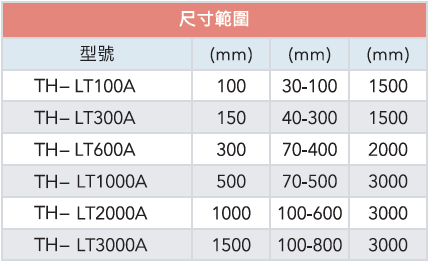 尺寸範圍
型號 (mm) (mm) (mm)
TH– LT100A 100 30-100 1500
TH– LT300A 150 40-300 1500
TH– LT600A 300 70-400 2000
TH– LT1000A 500 70-500 3000
TH– LT2000A 1000 100-600 3000
TH– LT3000A 1500 100-800 3000